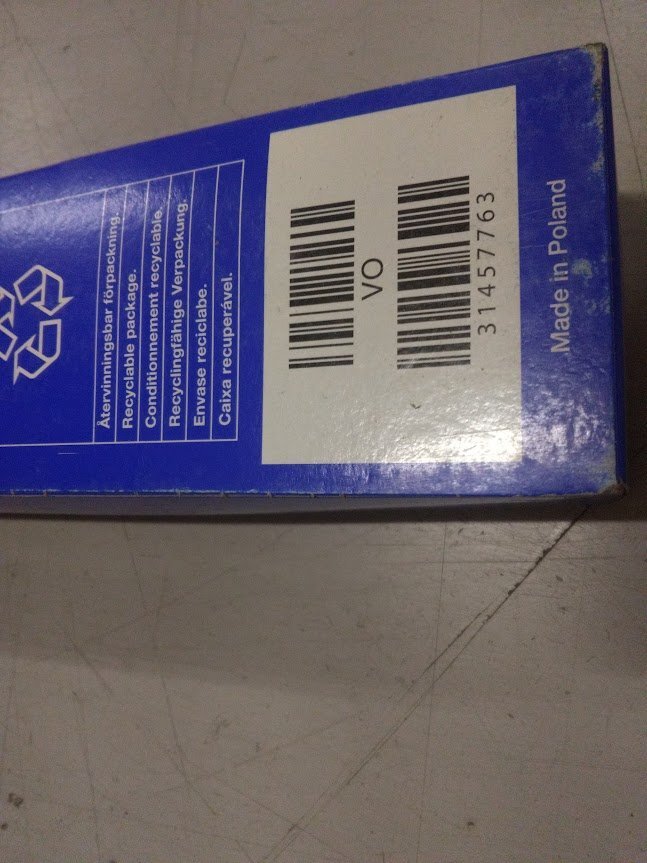 Återvinningsbar förpackning.
Recyclable package.
Conditionnement recyclable.
Recyclingfähige Verpackung.
Envase reciclabe.
Caixa recuperável.
VO
31457763
Made in Poland